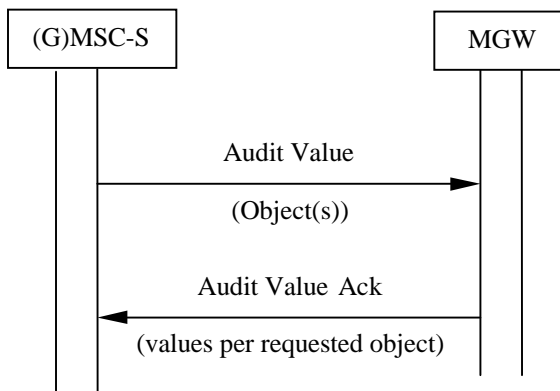 (G)MSC-S
MGW
Audit Value
(Object(s))
Audit Value Ack
(values per requested object)